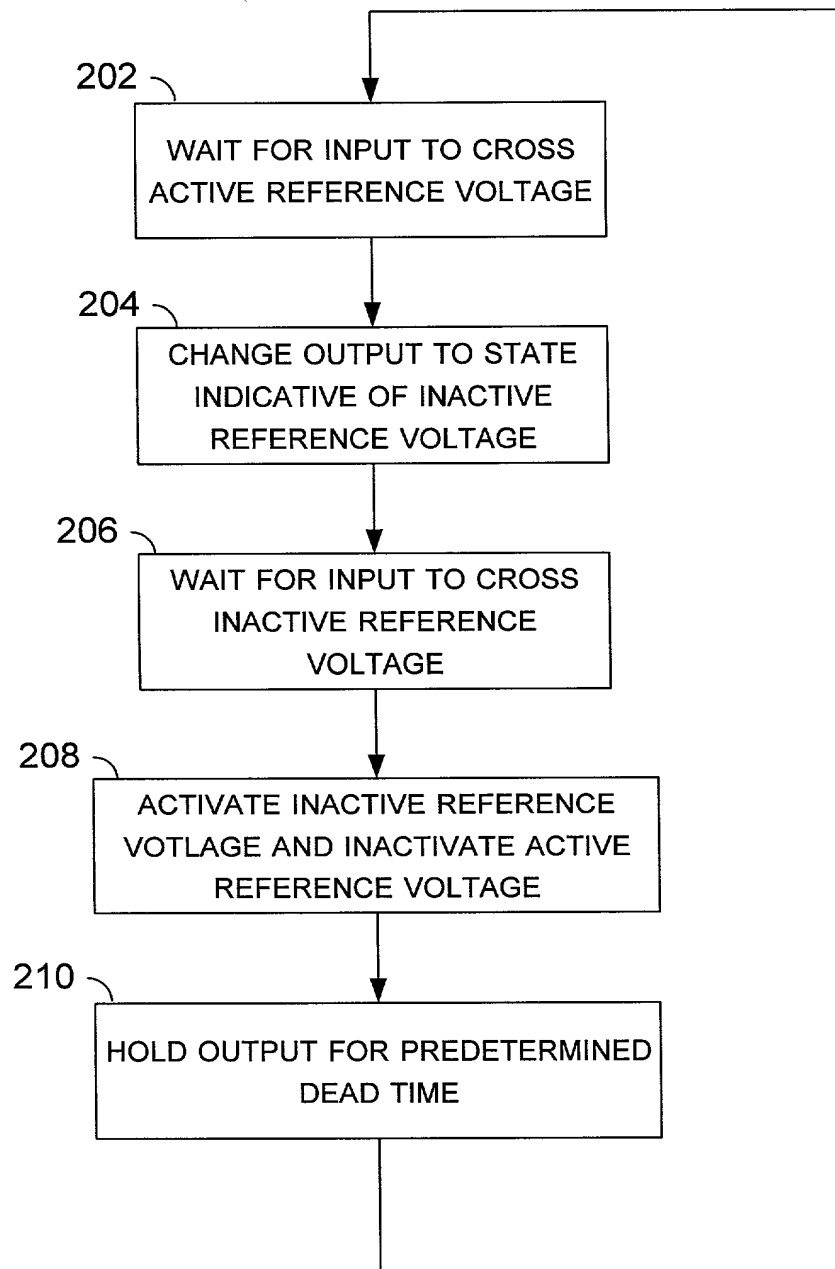 202
WAIT FOR INPUT TO CROSS
ACTIVE REFERENCE VOLTAGE
204
CHANGE OUTPUT TO STATE
INDICATIVE OF INACTIVE
REFERENCE VOLTAGE
206
WAIT FOR INPUT TO CROSS
INACTIVE REFERENCE
VOLTAGE
208
ACTIVATE INACTIVE REFERENCE
VOTLAGE AND INACTIVATE ACTIVE
REFERENCE VOLTAGE
210
HOLD OUTPUT FOR PREDETERMINED
DEAD TIME